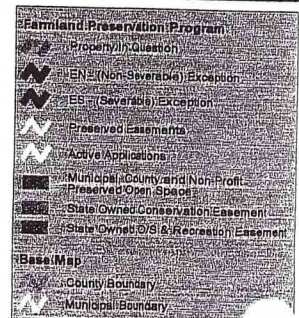 Farmland Preservation Program
Property In Question
EN - (Non-Severable) Exception
ES - (Severable) Exception
Preserved Easements
Active Applications
Municipal, County and Non-Profit
Preserved Open Space
State Owned Conservation Easement
State Owned O/S & Recreation Easement
Base Map
County Boundary
Municipal Boundary